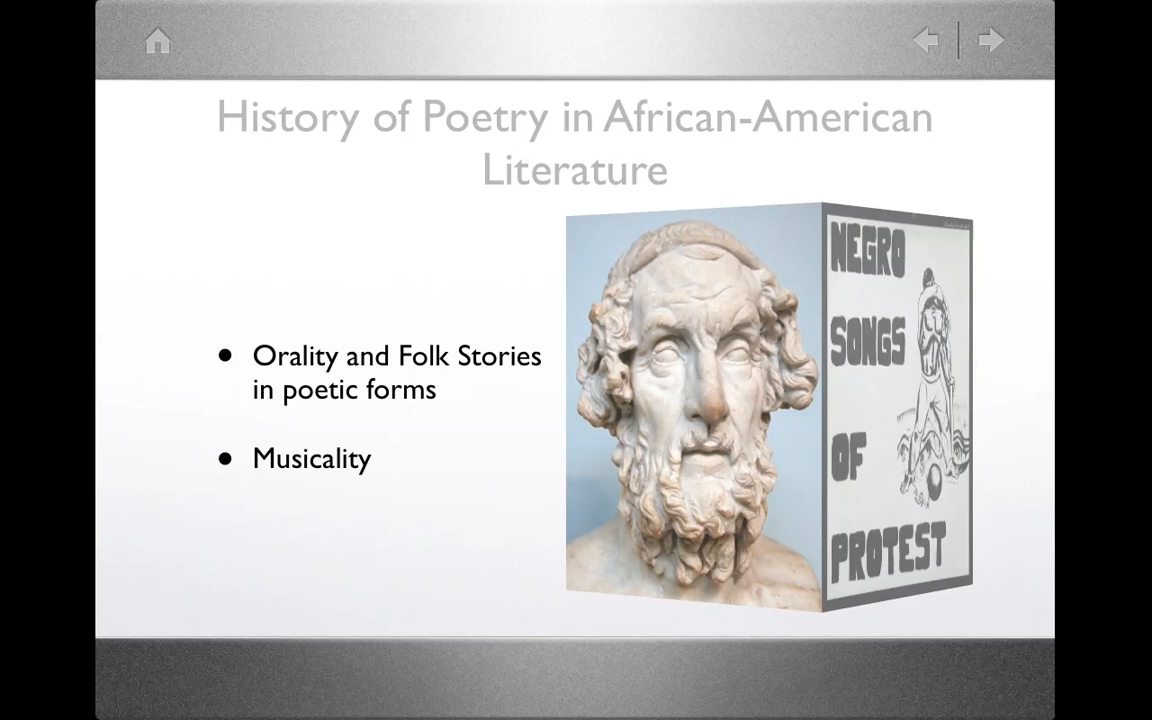 History of Poetry in African-American
Literature
Orality and Folk Stories
in poetic forms
Musicality
NEGRO
SONGS
OF
PROTEST